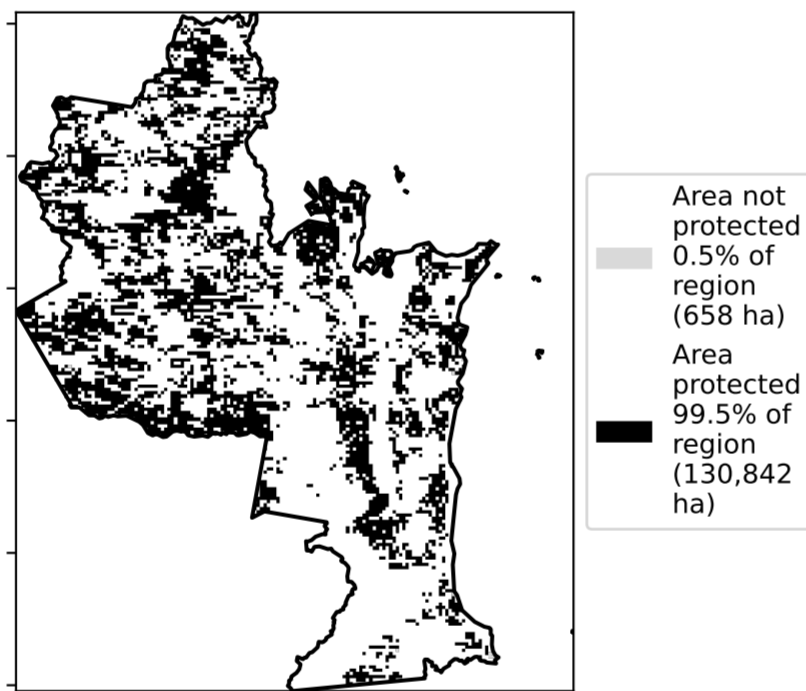 Area not
protected
0.5% of
region
(658 ha)
Area
protected
99.5% of
region
(130,842
ha)